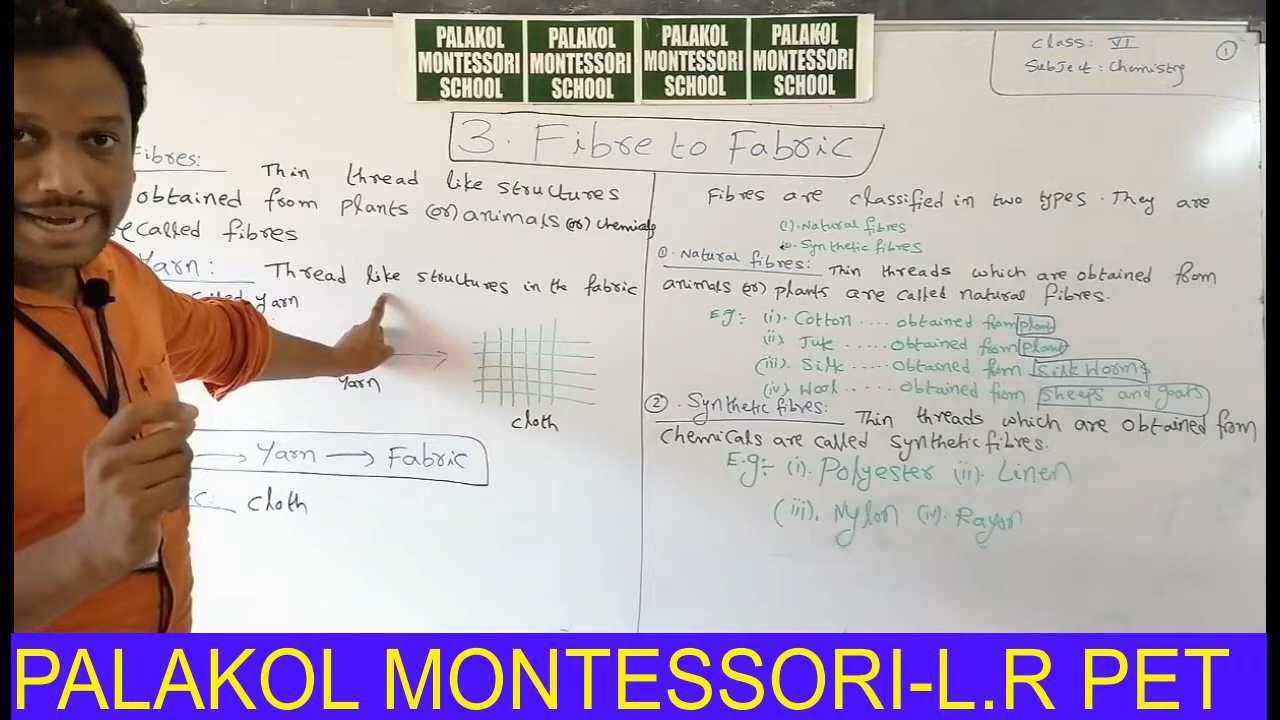 PALAKOL MONTESSORI SCHOOL
PALAKOL MONTESSORI SCHOOL
PALAKOL MONTESSORI SCHOOL
PALAKOL MONTESSORI SCHOOL
Class: VI
Subject: Chemistry
1
3. Fibre to Fabric
Fibres: Thin thread like structures
obtained from plants (or) animals (or) chemicals
called fibres
Yarn: Thread like structures in the fabric
Yarn
Yarn
cloth
Yarn → Fabric
cloth
Fibres are classified in two types. They are
(i). Natural fibres
(ii). Synthetic fibres
①. Natural fibres: Thin threads which are obtained from
animals (or) plants are called natural fibres.
Eg:- (i). Cotton .... obtained from plant
(ii). Jute ..... obtained from plant
(iii). Silk ..... obtained from Silk worms
(iv). Wool .... obtained from sheeps and goats
② . Synthetic fibres: Thin threads which are obtained from
chemicals are called synthetic fibres.
E.g:- (i). Polyester (ii). Linen
(iii). Nylon (iv). Rayon
PALAKOL MONTESSORI-L.R PET